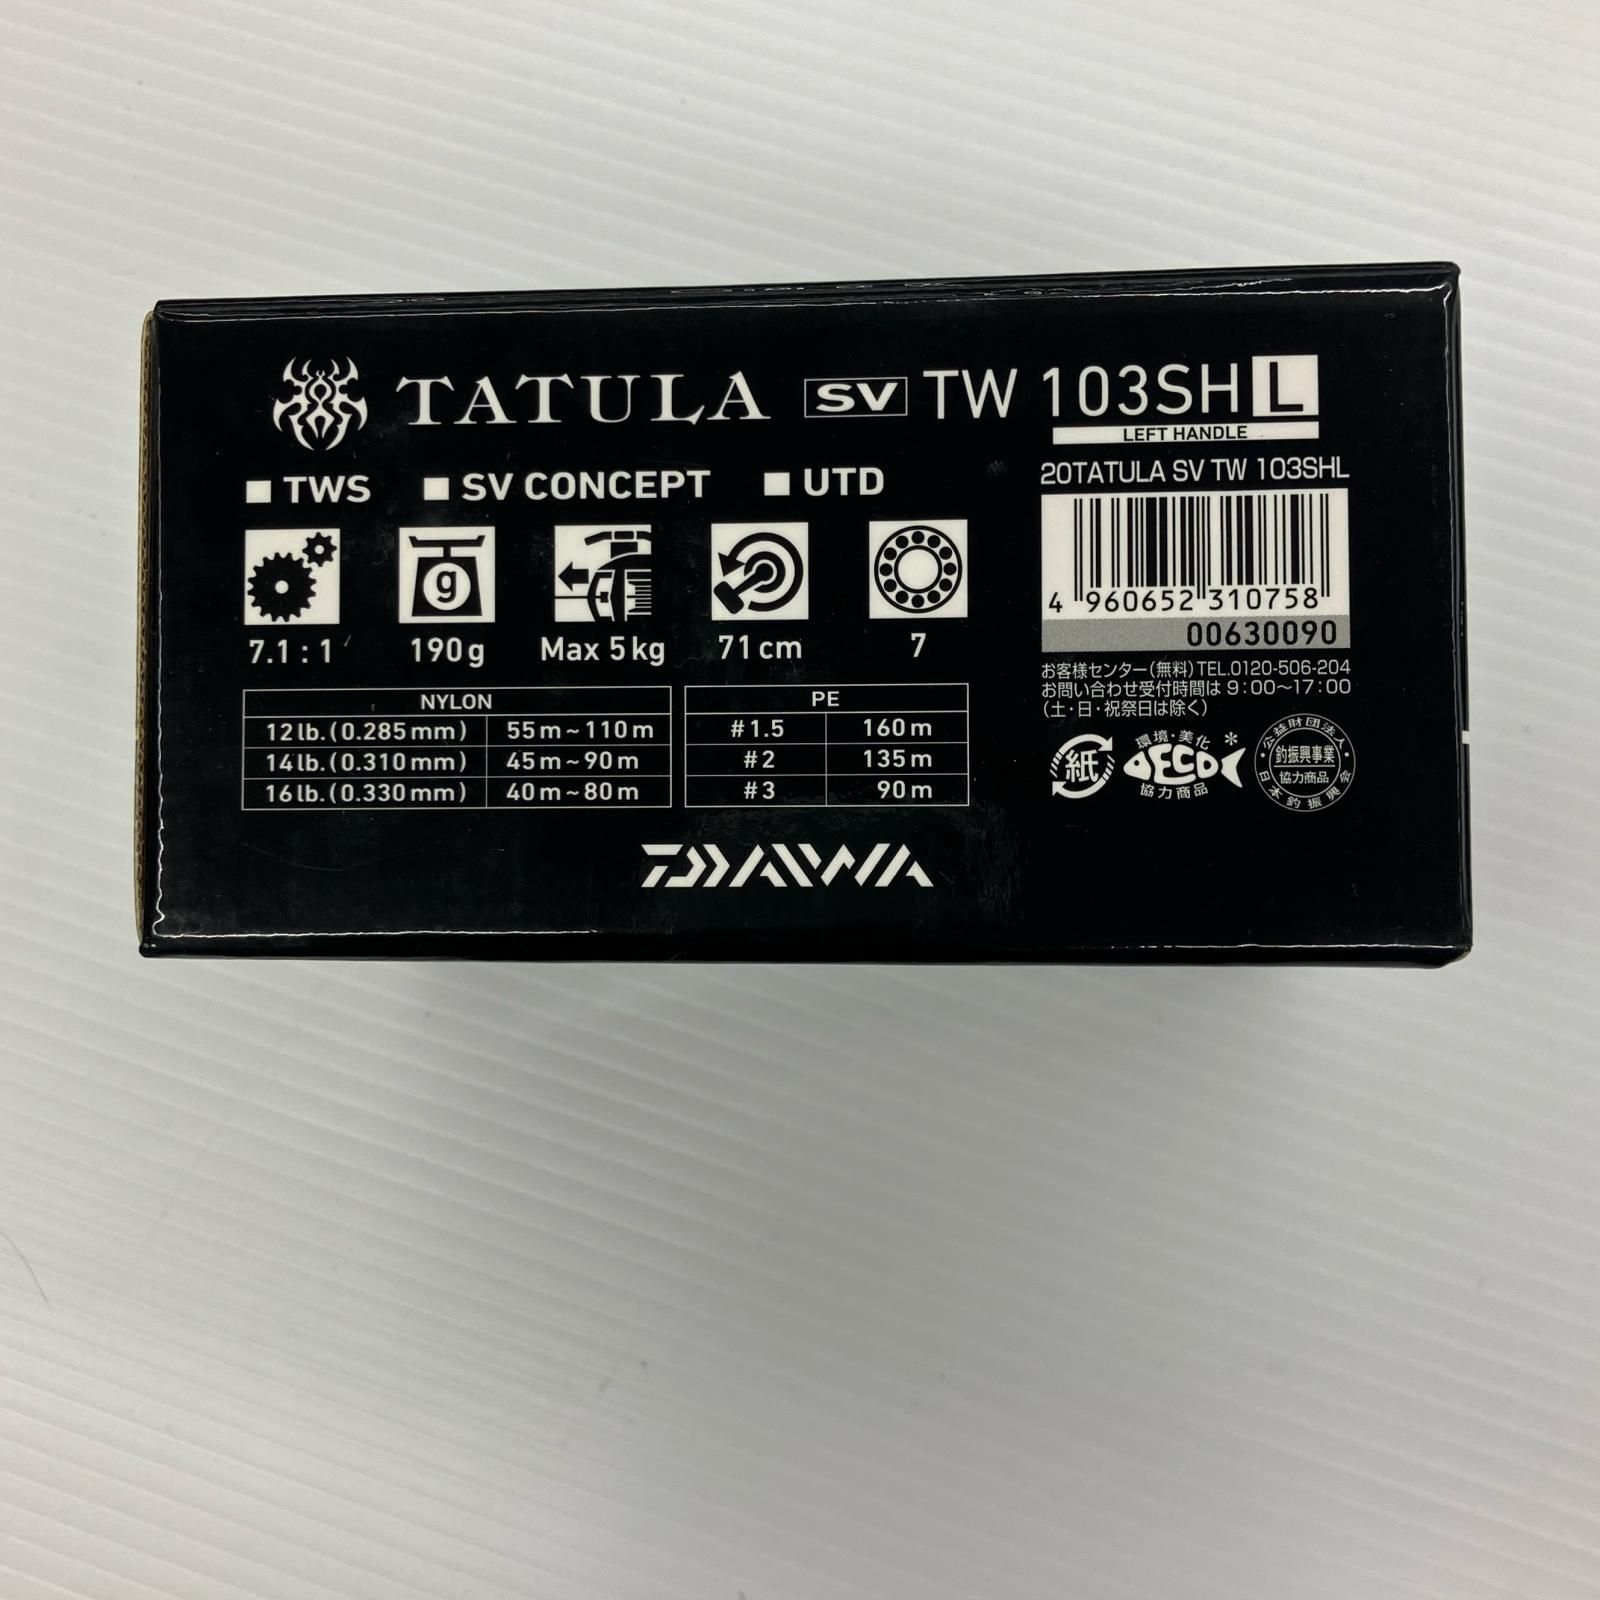 TATULA SV TW 103SH L
LEFT HANDLE
■ TWS ■ SV CONCEPT ■ UTD
g
7.1:1 190g Max 5kg 71cm 7
NYLON
12lb.(0.285mm) 55m~110m
14lb.(0.310mm) 45m~90m
16lb.(0.330mm) 40m~80m
PE
#1.5 160m
#2 135m
#3 90m
DAIWA
20TATULA SV TW 103SHL
4 960652 310758
00630090
お客様センター(無料)TEL.0120-506-204
お問い合わせ受付時間は 9:00～17:00
(土・日・祝祭日は除く)
紙
環境・美化
ECO
協力商品
公益財団法人
釣振興事業
協力商品
日本釣振興会